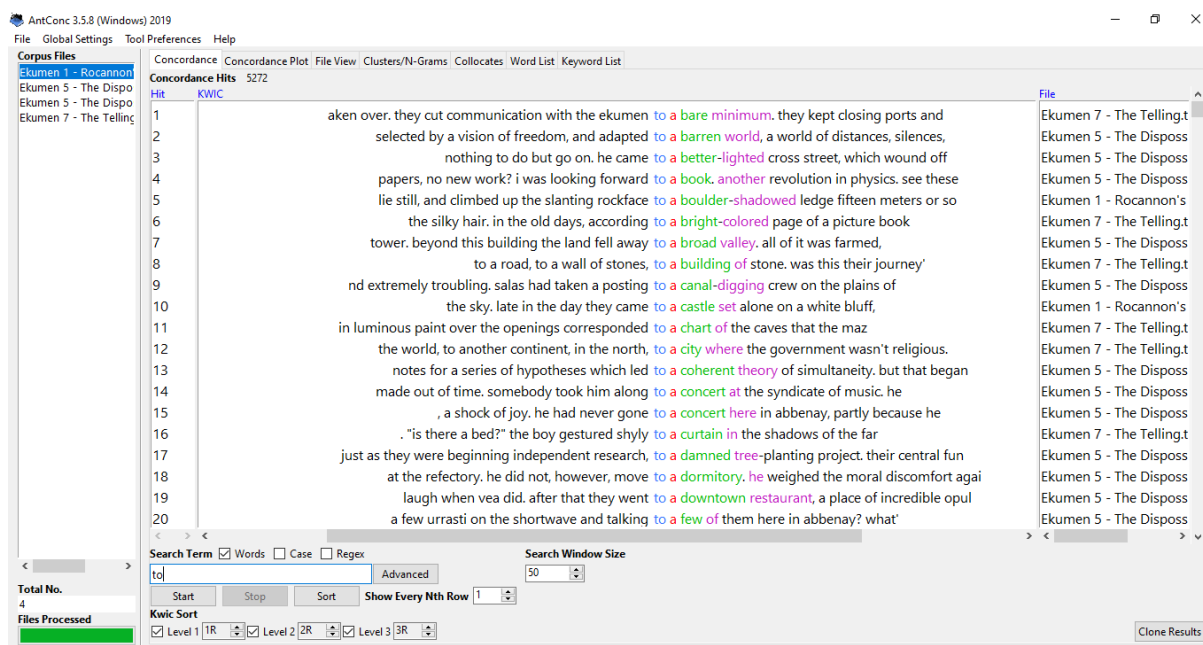 AntConc 3.5.8 (Windows) 2019
File Global Settings Tool Preferences Help
Corpus Files
Ekumen 1 - Rocannon'
Ekumen 5 - The Dispo
Ekumen 5 - The Dispo
Ekumen 7 - The Telling
Concordance Concordance Plot File View Clusters/N-Grams Collocates Word List Keyword List
Concordance Hits 5272
Hit KWIC File
1 aken over. they cut communication with the ekumen to a bare minimum. they kept closing ports and Ekumen 7 - The Telling.t
2 selected by a vision of freedom, and adapted to a barren world, a world of distances, silences, Ekumen 5 - The Disposs
3 nothing to do but go on. he came to a better-lighted cross street, which wound off Ekumen 5 - The Disposs
4 papers, no new work? i was looking forward to a book. another revolution in physics. see these Ekumen 5 - The Disposs
5 lie still, and climbed up the slanting rockface to a boulder-shadowed ledge fifteen meters or so Ekumen 1 - Rocannon's
6 the silky hair. in the old days, according to a bright-colored page of a picture book Ekumen 7 - The Telling.t
7 tower. beyond this building the land fell away to a broad valley. all of it was farmed, Ekumen 5 - The Disposs
8 to a road, to a wall of stones, to a building of stone. was this their journey' Ekumen 7 - The Telling.t
9 nd extremely troubling. salas had taken a posting to a canal-digging crew on the plains of Ekumen 5 - The Disposs
10 the sky. late in the day they came to a castle set alone on a white bluff, Ekumen 1 - Rocannon's
11 in luminous paint over the openings corresponded to a chart of the caves that the maz Ekumen 7 - The Telling.t
12 the world, to another continent, in the north, to a city where the government wasn't religious. Ekumen 7 - The Telling.t
13 notes for a series of hypotheses which led to a coherent theory of simultaneity. but that began Ekumen 5 - The Disposs
14 made out of time. somebody took him along to a concert at the syndicate of music. he Ekumen 5 - The Disposs
15 , a shock of joy. he had never gone to a concert here in abbenay, partly because he Ekumen 5 - The Disposs
16 . "is there a bed?" the boy gestured shyly to a curtain in the shadows of the far Ekumen 7 - The Telling.t
17 just as they were beginning independent research, to a damned tree-planting project. their central fun Ekumen 5 - The Disposs
18 at the refectory. he did not, however, move to a dormitory. he weighed the moral discomfort agai Ekumen 5 - The Disposs
19 laugh when vea did. after that they went to a downtown restaurant, a place of incredible opul Ekumen 5 - The Disposs
20 a few urrasti on the shortwave and talking to a few of them here in abbenay? what' Ekumen 5 - The Disposs
Search Term Words Case Regex Search Window Size
to Advanced 50
Total No.
4
Start Stop Sort Show Every Nth Row 1
Files Processed
Kwic Sort
Level 1 1R Level 2 2R Level 3 3R Clone Results